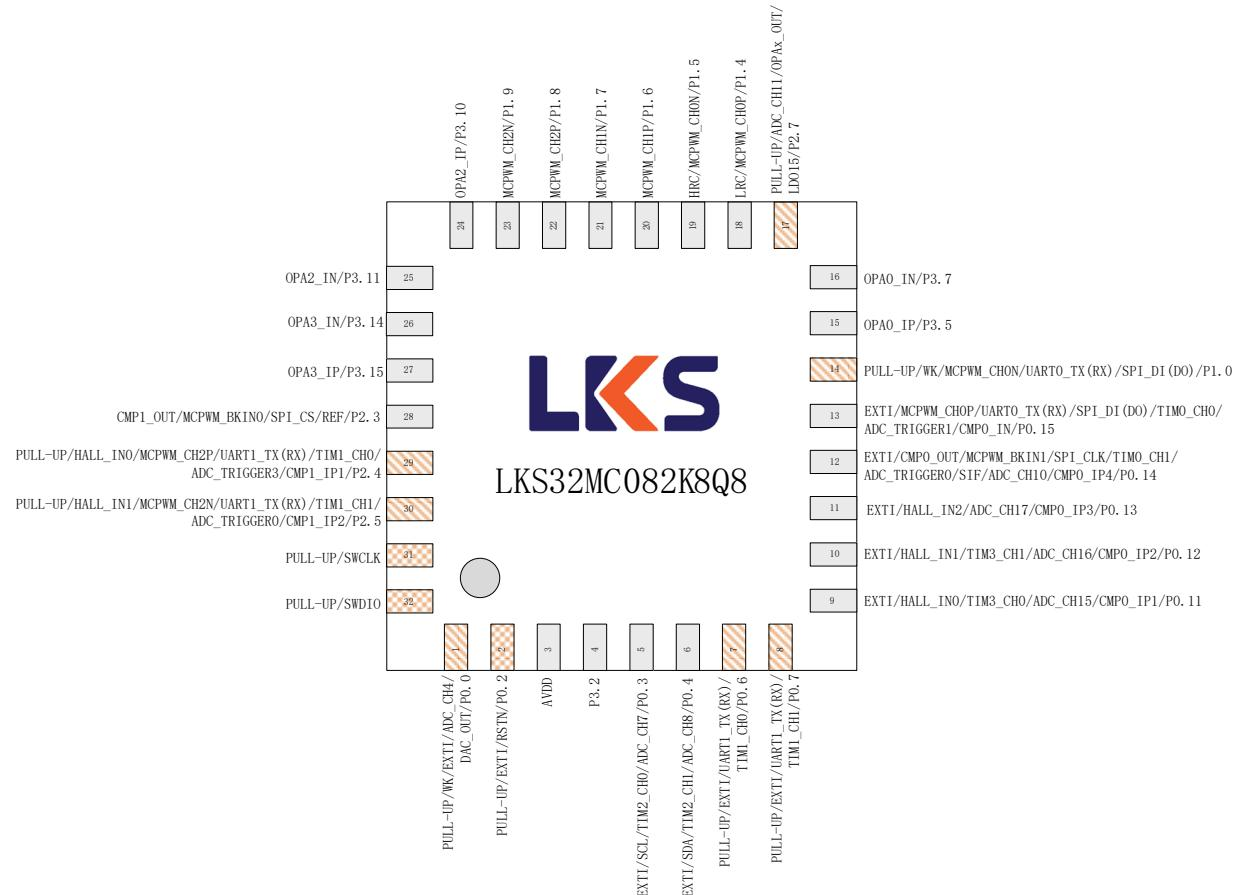 OPA2_IP/P3.10
24
MCPWM_CH2N/P1.9
23
MCPWM_CH2P/P1.8
22
MCPWM_CH1N/P1.7
21
MCPWM_CH1P/P1.6
20
HRC/MCPWM_CH0N/P1.5
19
LRC/MCPWM_CH0P/P1.4
18
PULL-UP/ADC_CH11/OPAx_OUT/
LDO15/P2.7
17
OPA2_IN/P3.11
25
OPA3_IN/P3.14
26
OPA3_IP/P3.15
27
CMP1_OUT/MCPWM_BKIN0/SPI_CS/REF/P2.3
28
PULL-UP/HALL_IN0/MCPWM_CH2P/UART1_TX(RX)/TIM1_CH0/
ADC_TRIGGER3/CMP1_IP1/P2.4
29
PULL-UP/HALL_IN1/MCPWM_CH2N/UART1_TX(RX)/TIM1_CH1/
ADC_TRIGGER0/CMP1_IP2/P2.5
30
PULL-UP/SWCLK
31
PULL-UP/SWDIO
32
LKS
LKS32MC082K8Q8
16
OPA0_IN/P3.7
15
OPA0_IP/P3.5
14
PULL-UP/WK/MCPWM_CH0N/UART0_TX(RX)/SPI_DI(DO)/P1.0
13
EXTI/MCPWM_CH0P/UART0_TX(RX)/SPI_DI(DO)/TIM0_CH0/
ADC_TRIGGER1/CMP0_IN/P0.15
12
EXTI/CMP0_OUT/MCPWM_BKIN1/SPI_CLK/TIM0_CH1/
ADC_TRIGGER0/SIF/ADC_CH10/CMP0_IP4/P0.14
11
EXTI/HALL_IN2/ADC_CH17/CMP0_IP3/P0.13
10
EXTI/HALL_IN1/TIM3_CH1/ADC_CH16/CMP0_IP2/P0.12
9
EXTI/HALL_IN0/TIM3_CH0/ADC_CH15/CMP0_IP1/P0.11
1
PULL-UP/WK/EXTI/ADC_CH4/
DAC_OUT/P0.0
2
PULL-UP/EXTI/RSTN/P0.2
3
AVDD
4
P3.2
5
EXTI/SCL/TIM2_CH0/ADC_CH7/P0.3
6
EXTI/SDA/TIM2_CH1/ADC_CH8/P0.4
7
PULL-UP/EXTI/UART1_TX(RX)/
TIM1_CH0/P0.6
8
PULL-UP/EXTI/UART1_TX(RX)/
TIM1_CH1/P0.7